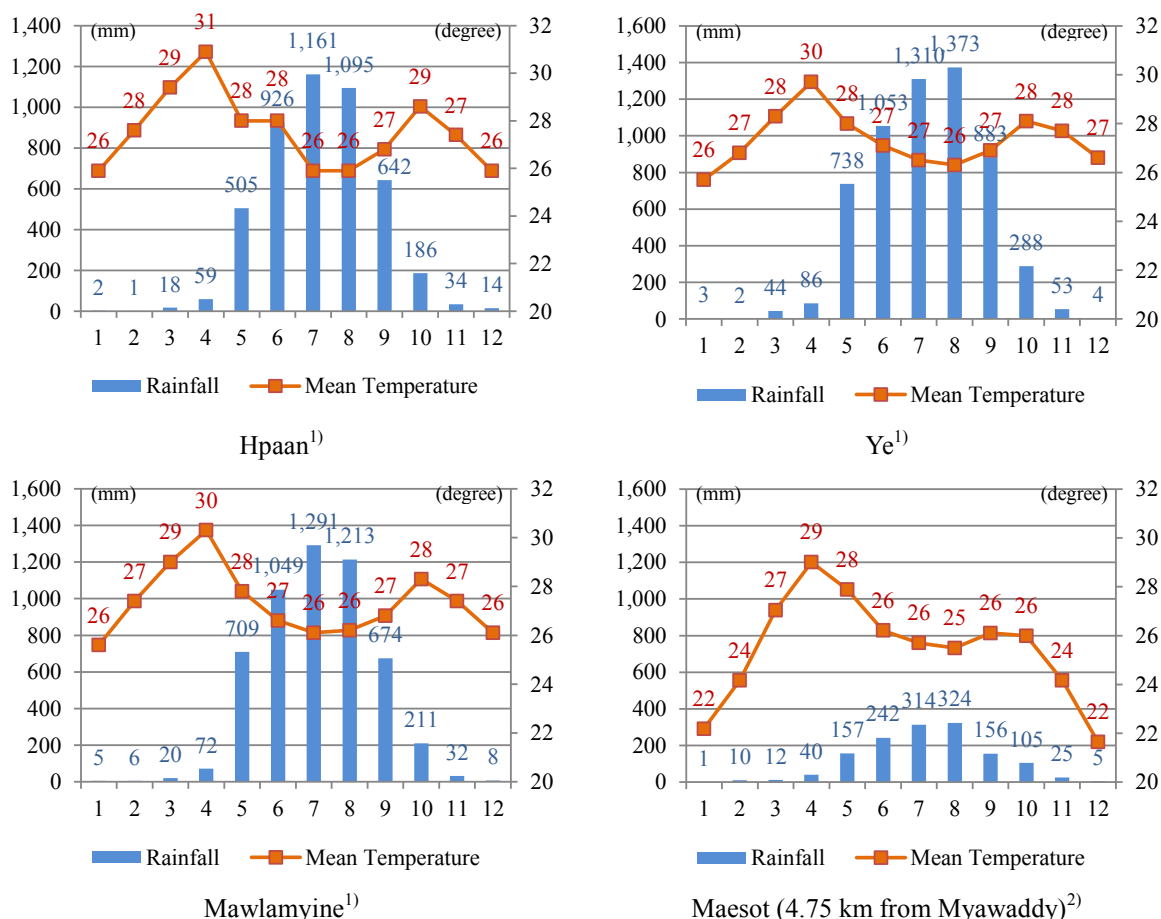 1,400 (mm) (degree) 32
1,200 30
1,000 28
800 26
600 24
400 22
200
0 20
26 28 29 31 28 28 26 26 27 29 27 26
2 1 18 59 505 926 1,161 1,095 642 186 34 14
1 2 3 4 5 6 7 8 9 10 11 12
Rainfall Mean Temperature
Hpaan1)
1,600 (mm) (degree) 32
1,400 30
1,200 28
1,000 26
800
600 24
400 22
200
0 20
26 27 28 30 28 27 27 26 27 28 28 27
3 2 44 86 738 1,053 1,310 1,373 883 288 53 4
1 2 3 4 5 6 7 8 9 10 11 12
Rainfall Mean Temperature
Ye1)
1,600 (mm) (degree) 32
1,400 30
1,200 28
1,000 26
800
600 24
400 22
200
0 20
26 27 29 30 28 27 26 26 27 28 27 26
5 6 20 72 709 1,049 1,291 1,213 674 211 32 8
1 2 3 4 5 6 7 8 9 10 11 12
Rainfall Mean Temperature
Mawlamyine1)
1,600 (mm) (degree) 32
1,400 30
1,200 28
1,000 26
800
600 24
400 22
200
0 20
22 24 27 29 28 26 26 25 26 26 24 22
1 10 12 40 157 242 314 324 156 105 25 5
1 2 3 4 5 6 7 8 9 10 11 12
Rainfall Mean Temperature
Maesot (4.75 km from Myawaddy)2)